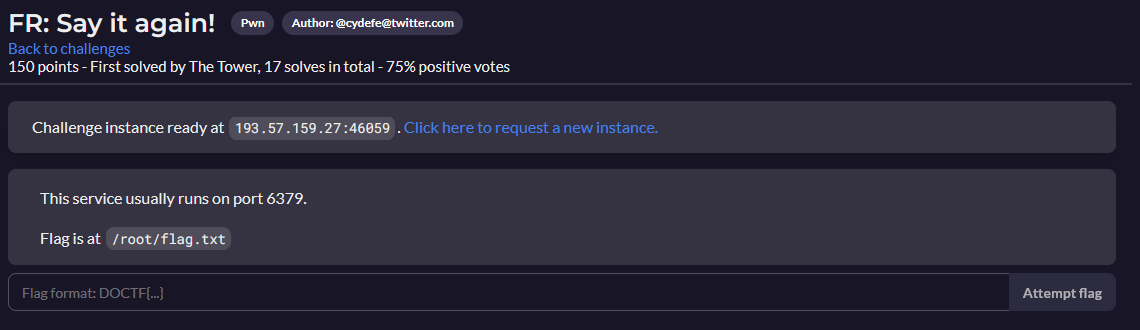 FR: Say it again! Pwn Author: @cydefe@twitter.com
Back to challenges
150 points - First solved by The Tower, 17 solves in total - 75% positive votes
Challenge instance ready at 193.57.159.27:46059. Click here to request a new instance.
This service usually runs on port 6379.
Flag is at /root/flag.txt
Flag format: DOCTF{...} Attempt flag